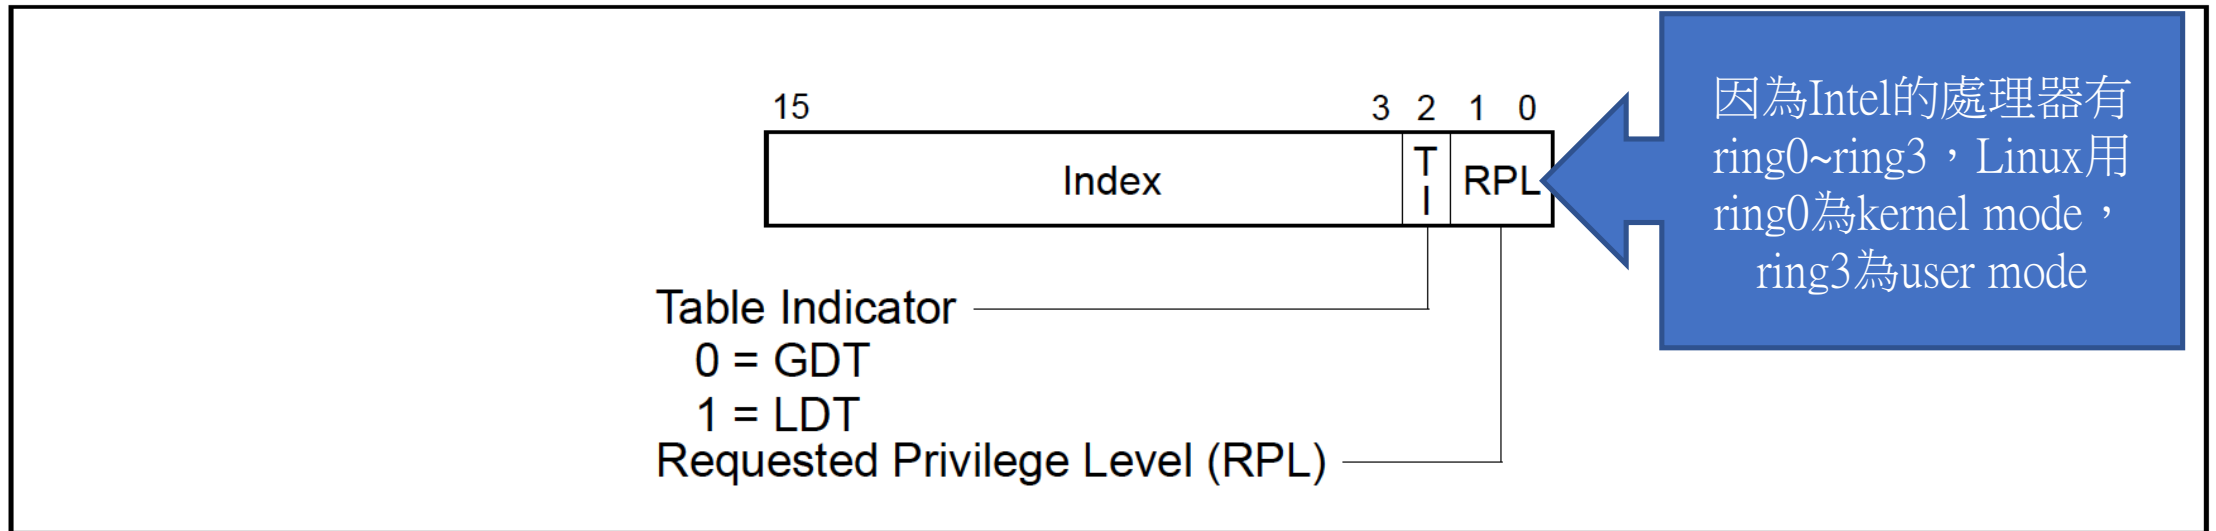 15 3 2 1 0
Index TI RPL
Table Indicator
0 = GDT
1 = LDT
Requested Privilege Level (RPL)
因為Intel的處理器有
ring0~ring3，Linux用
ring0為kernel mode，
ring3為user mode